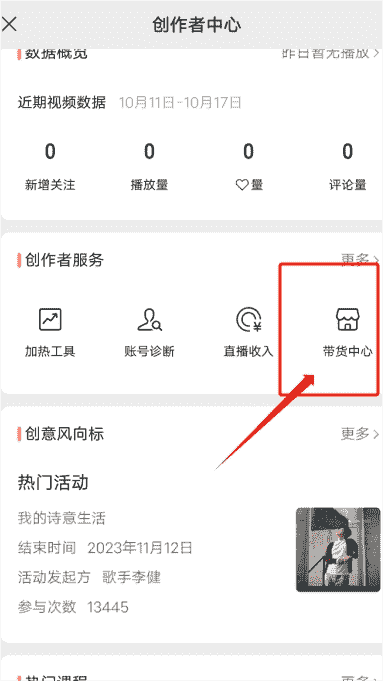 创作者中心
数据概览 昨日暂无播放 >
近期视频数据 10月11日-10月17日
0 0 0 0
新增关注 播放量 ♡量 评论量
创作者服务 更多 >
加热工具 账号诊断 直播收入 带货中心
创意风向标 更多 >
热门活动
我的诗意生活
结束时间 2023年11月12日
活动发起方 歌手李健
参与次数 13445
热门课程 更多 >